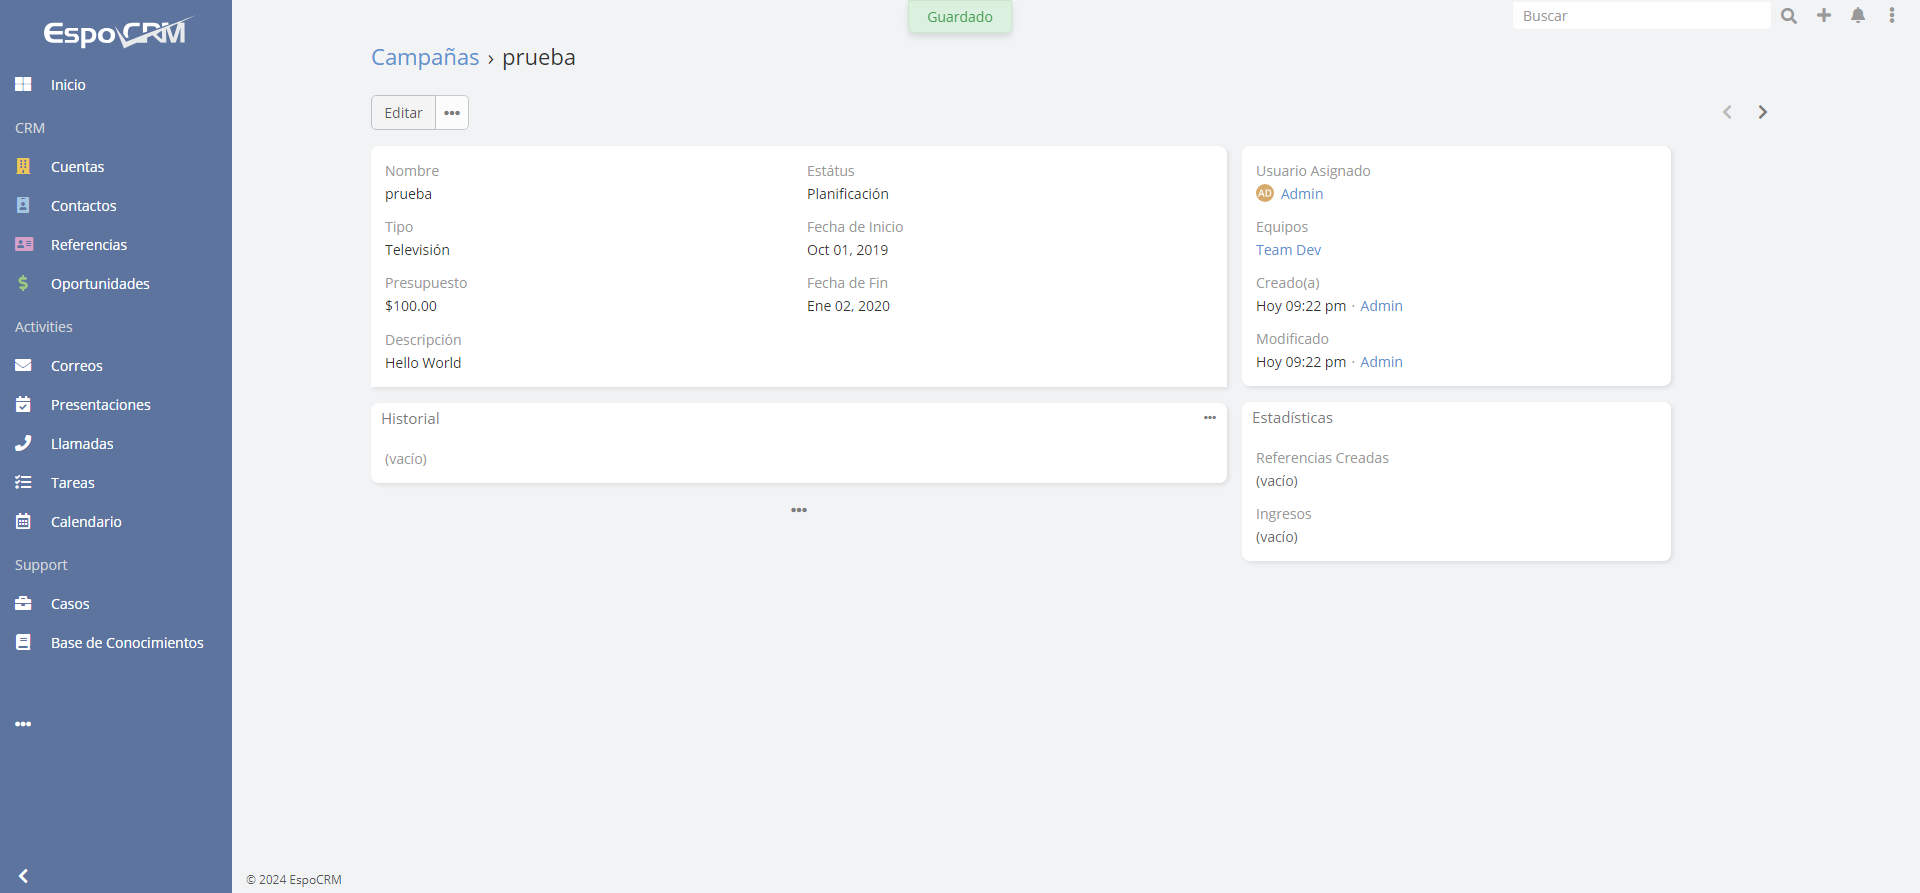 EspoCRM
Inicio
CRM
Cuentas
Contactos
Referencias
Oportunidades
Activities
Correos
Presentaciones
Llamadas
Tareas
Calendario
Support
Casos
Base de Conocimientos
Guardado
Buscar
Campañas › prueba
Editar
Nombre
prueba
Estátus
Planificación
Tipo
Televisión
Fecha de Inicio
Oct 01, 2019
Presupuesto
$100.00
Fecha de Fin
Ene 02, 2020
Descripción
Hello World
Historial
(vacío)
Usuario Asignado
AD Admin
Equipos
Team Dev
Creado(a)
Hoy 09:22 pm · Admin
Modificado
Hoy 09:22 pm · Admin
Estadísticas
Referencias Creadas
(vacío)
Ingresos
(vacío)
© 2024 EspoCRM